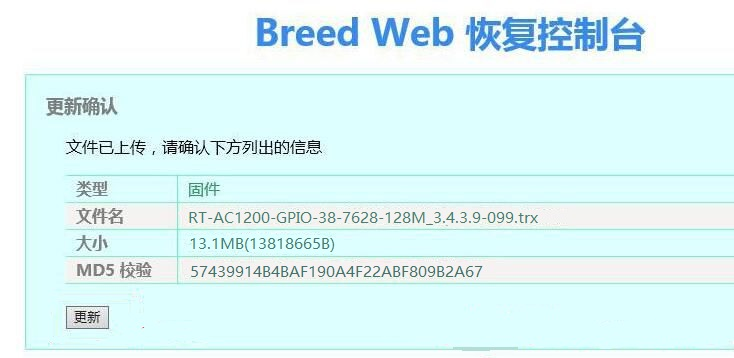 Breed Web 恢复控制台
更新确认
文件已上传，请确认下方列出的信息
类型 固件
文件名 RT-AC1200-GPIO-38-7628-128M_3.4.3.9-099.trx
大小 13.1MB(13818665B)
MD5 校验 57439914B4BAF190A4F22ABF809B2A67
更新